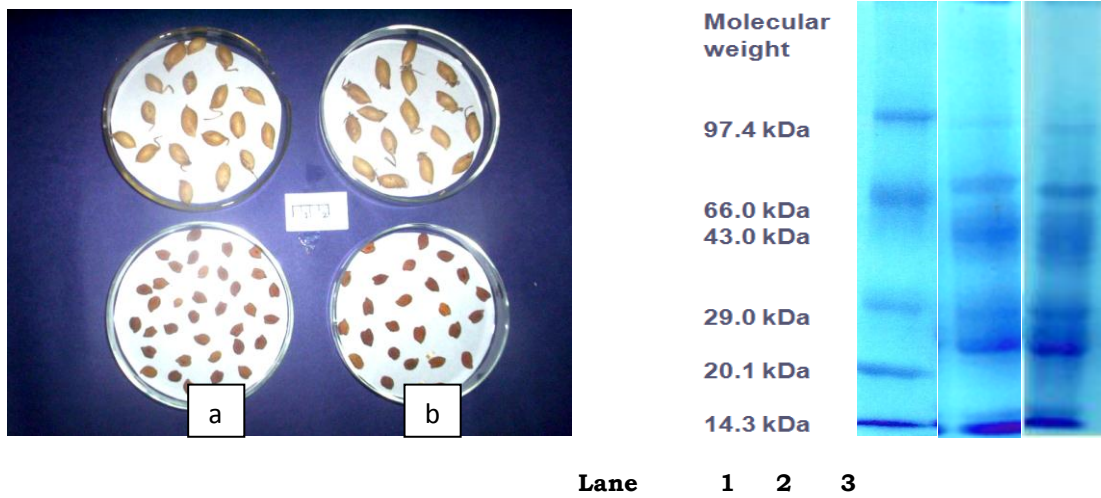 Molecular
weight
97.4 kDa
66.0 kDa
43.0 kDa
29.0 kDa
20.1 kDa
14.3 kDa
a
b
Lane 1 2 3